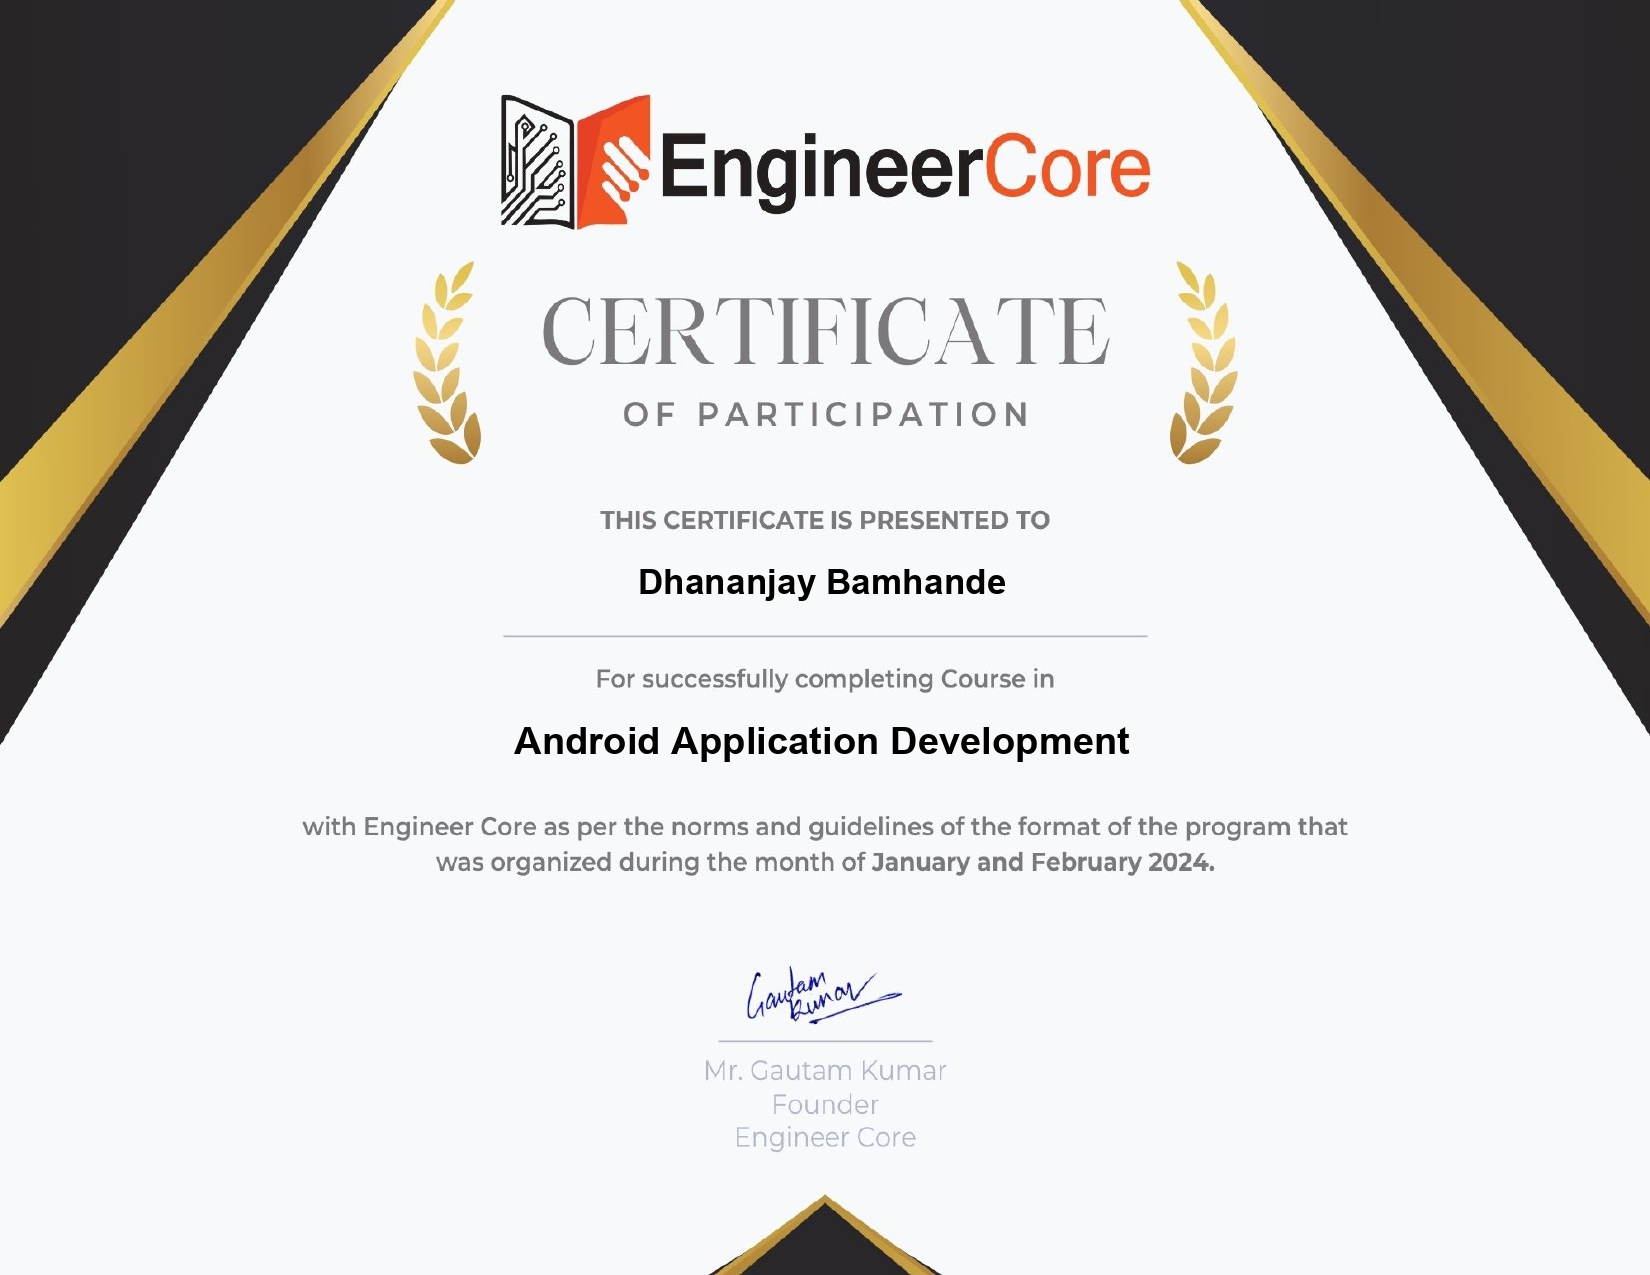 EngineerCore
CERTIFICATE
OF PARTICIPATION
THIS CERTIFICATE IS PRESENTED TO
Dhananjay Bamhande
For successfully completing Course in
Android Application Development
with Engineer Core as per the norms and guidelines of the format of the program that
was organized during the month of January and February 2024.
Gautam
Kumar
Mr. Gautam Kumar
Founder
Engineer Core